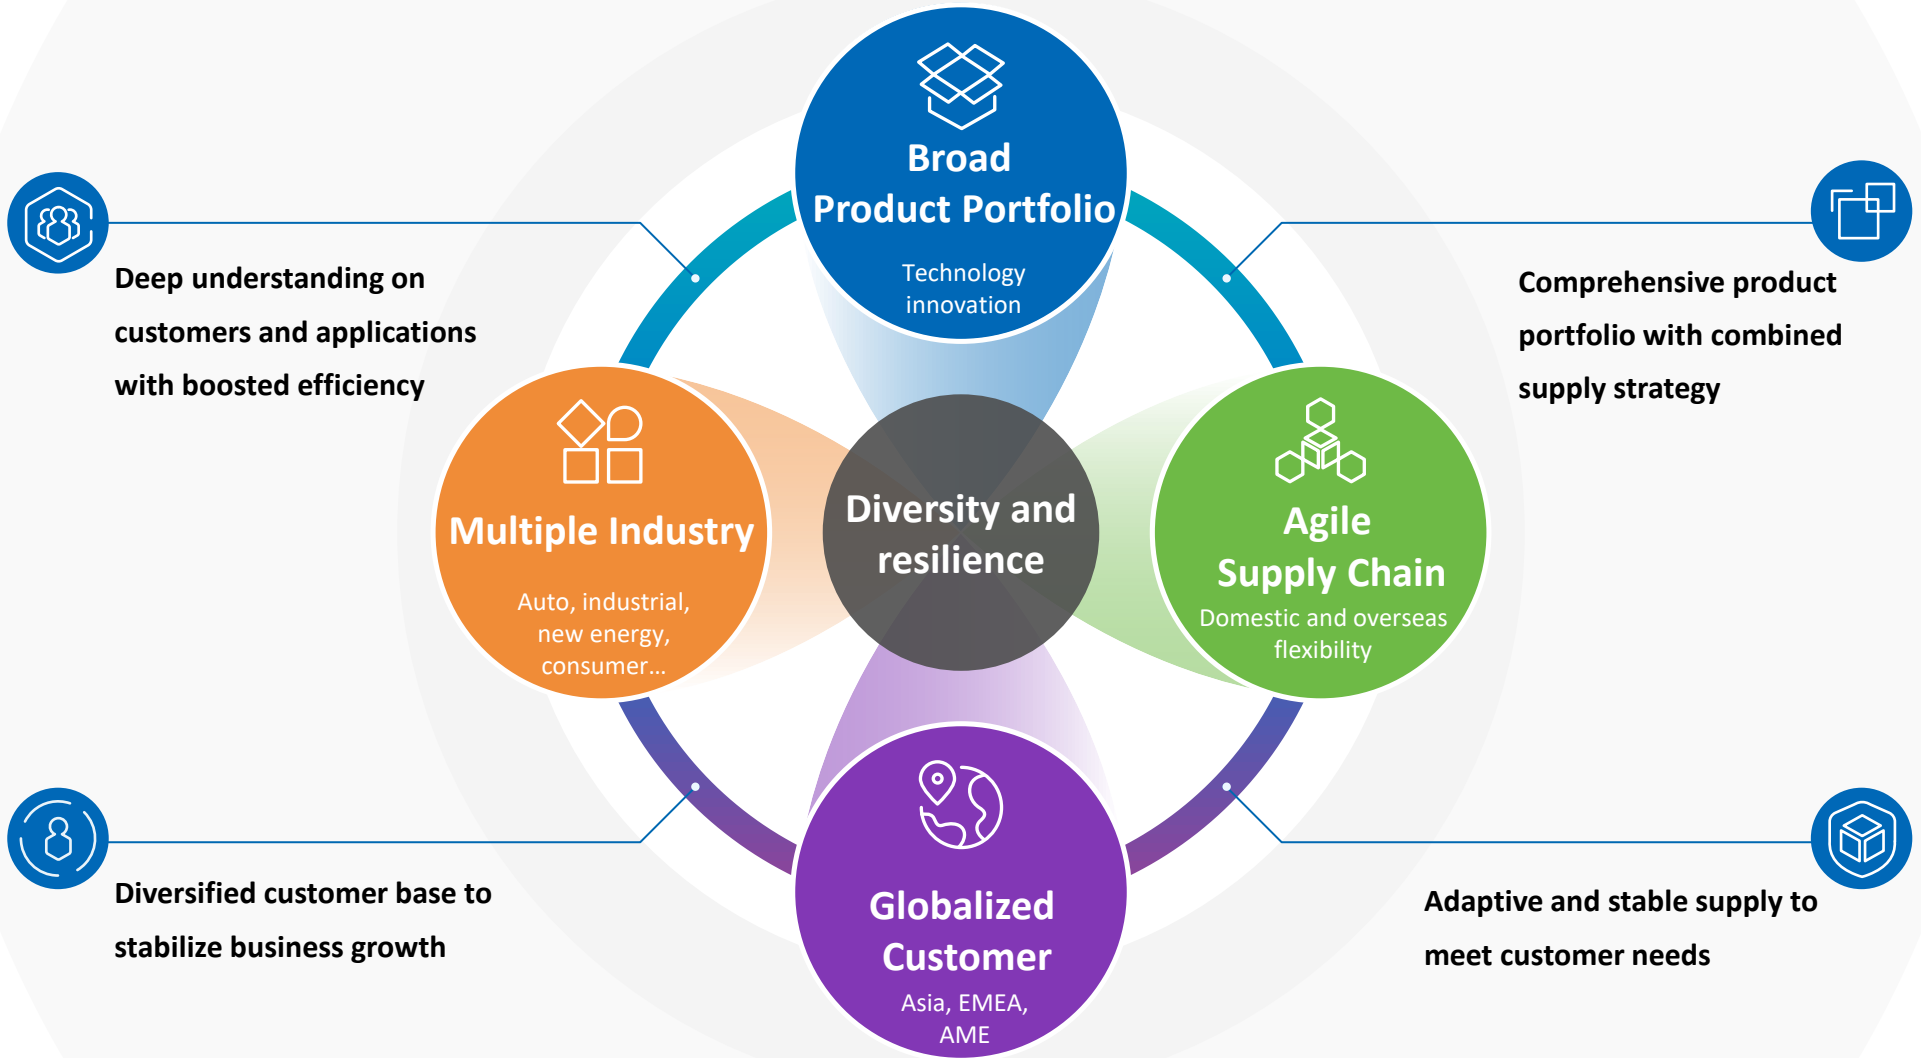 Broad
Product Portfolio
Technology
innovation
Deep understanding on
customers and applications
with boosted efficiency
Comprehensive product
portfolio with combined
supply strategy
Multiple Industry
Auto, industrial,
new energy,
consumer...
Diversity and
resilience
Agile
Supply Chain
Domestic and overseas
flexibility
Diversified customer base to
stabilize business growth
Globalized
Customer
Asia, EMEA,
AME
Adaptive and stable supply to
meet customer needs